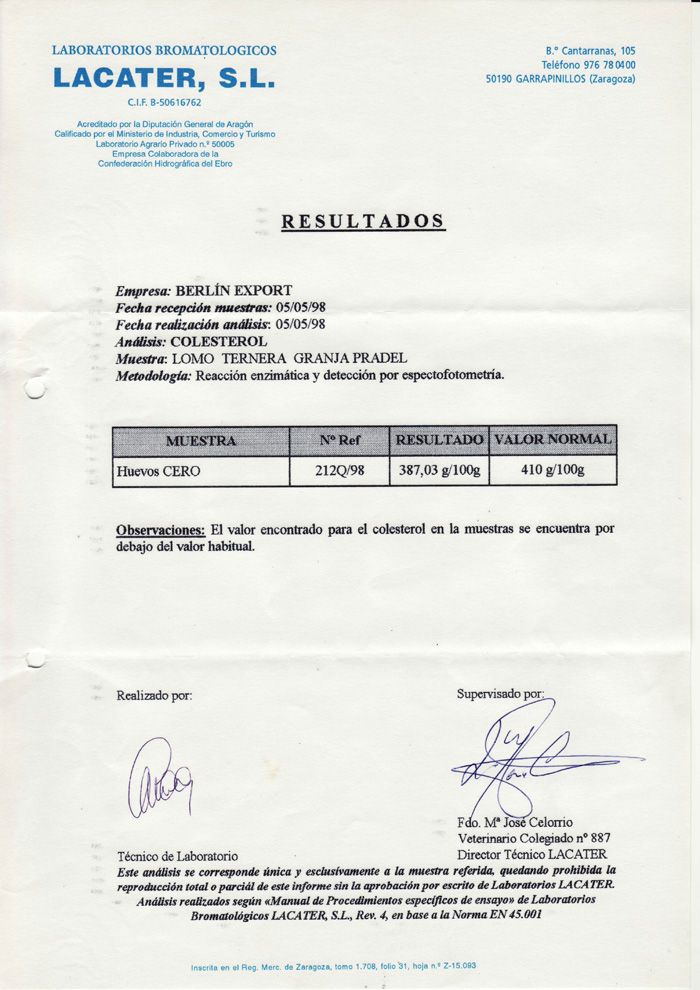 LABORATORIOS BROMATOLOGICOS
LACATER, S.L.
C.I.F. B-50616762
Acreditado por la Diputación General de Aragón
Calificado por el Ministerio de Industria, Comercio y Turismo
Laboratorio Agrario Privado n.º 50005
Empresa Colaboradora de la
Confederación Hidrográfica del Ebro
B.º Cantarranas, 105
Teléfono 976 78 04 00
50190 GARRAPINILLOS (Zaragoza)
RESULTADOS
Empresa: BERLÍN EXPORT
Fecha recepción muestras: 05/05/98
Fecha realización análisis: 05/05/98
Análisis: COLESTEROL
Muestra: LOMO TERNERA GRANJA PRADEL
Metodología: Reacción enzimática y detección por espectofotometría.
MUESTRA Nº Ref RESULTADO VALOR NORMAL
Huevos CERO 212Q/98 387,03 g/100g 410 g/100g
Observaciones: El valor encontrado para el colesterol en la muestras se encuentra por
debajo del valor habitual.
Realizado por:
Supervisado por:
Fdo. Mª José Celorrio
Veterinario Colegiado nº 887
Técnico de Laboratorio
Director Técnico LACATER
Este análisis se corresponde única y exclusivamente a la muestra referida, quedando prohibida la
reproducción total o parcial de este informe sin la aprobación por escrito de Laboratorios LACATER.
Análisis realizados según «Manual de Procedimientos específicos de ensayo» de Laboratorios
Bromatológicos LACATER, S.L., Rev. 4, en base a la Norma EN 45.001
Inscrita en el Reg. Merc. de Zaragoza, tomo 1.708, folio 31, hoja n.º Z-15.093